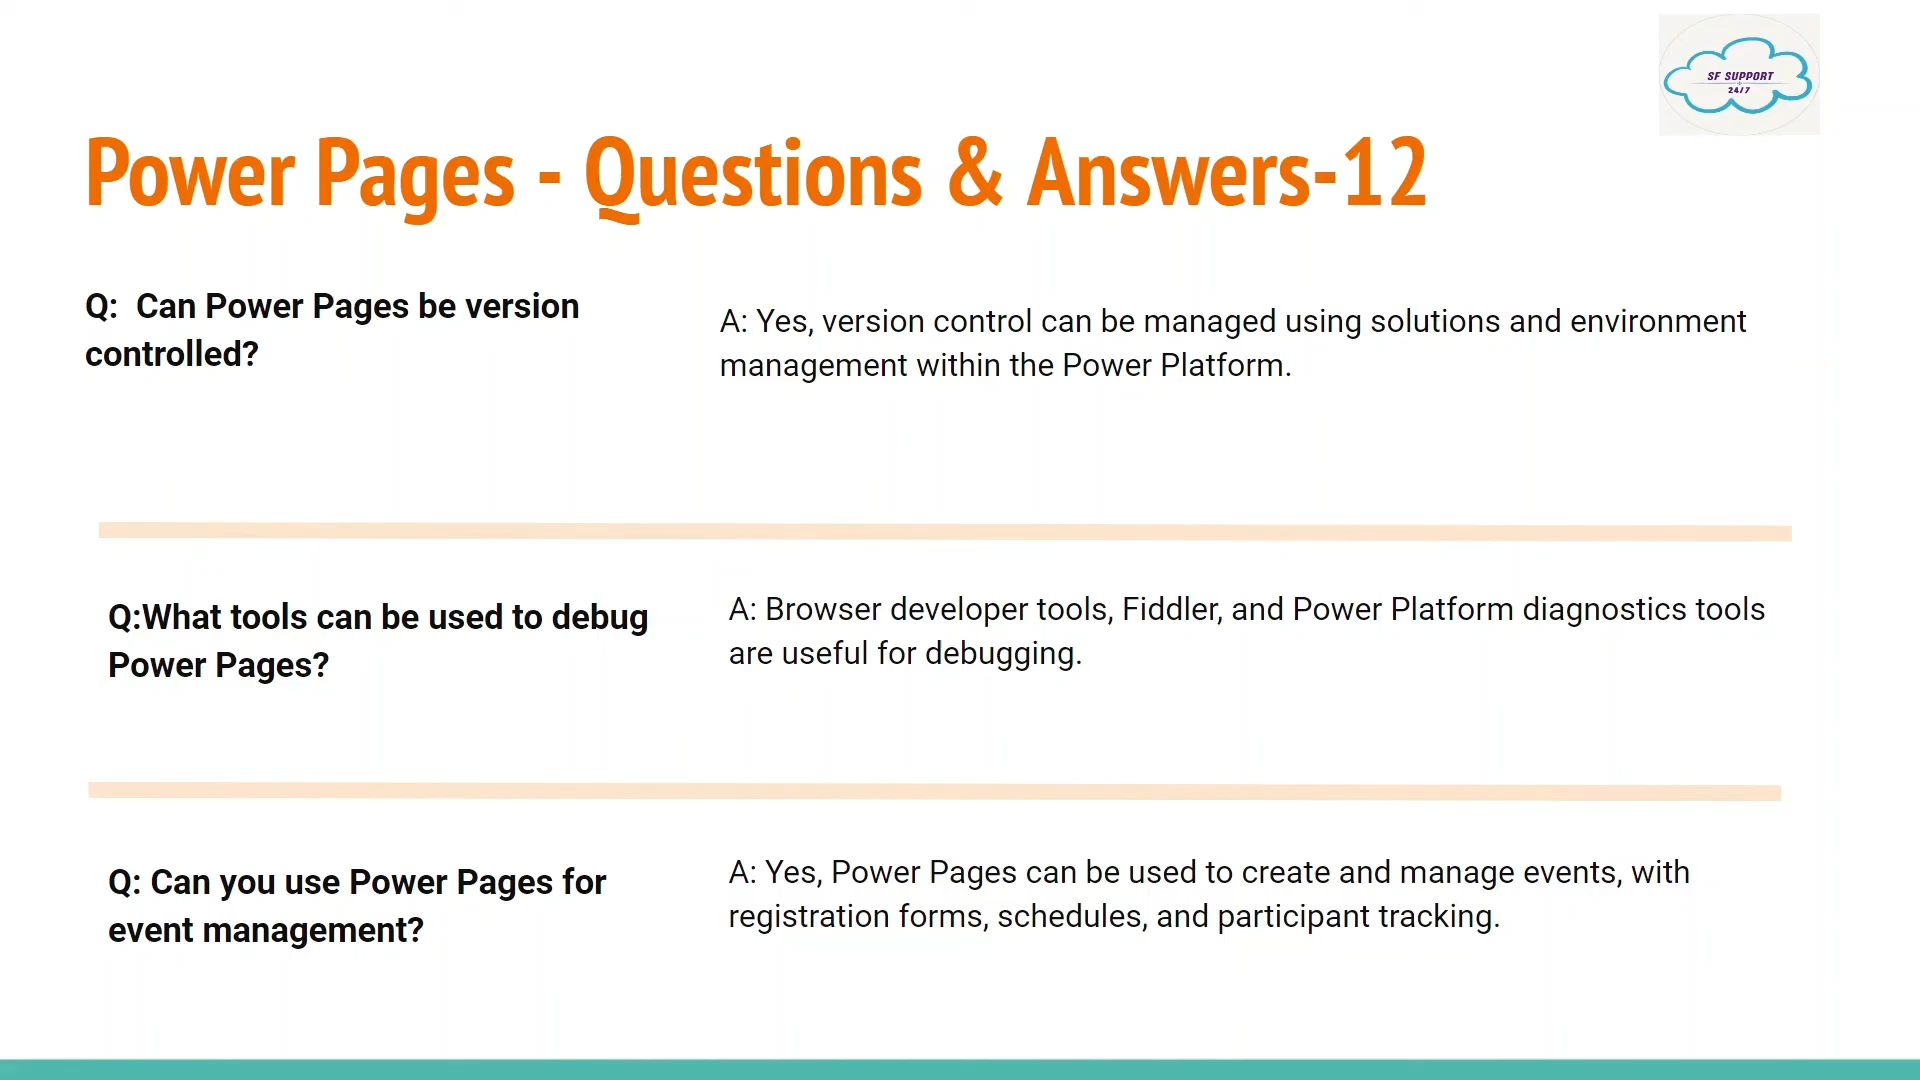 SF SUPPORT
24/7
Power Pages - Questions & Answers-12
Q:  Can Power Pages be version
controlled?
A: Yes, version control can be managed using solutions and environment
management within the Power Platform.
Q:What tools can be used to debug
Power Pages?
A: Browser developer tools, Fiddler, and Power Platform diagnostics tools
are useful for debugging.
Q: Can you use Power Pages for
event management?
A: Yes, Power Pages can be used to create and manage events, with
registration forms, schedules, and participant tracking.